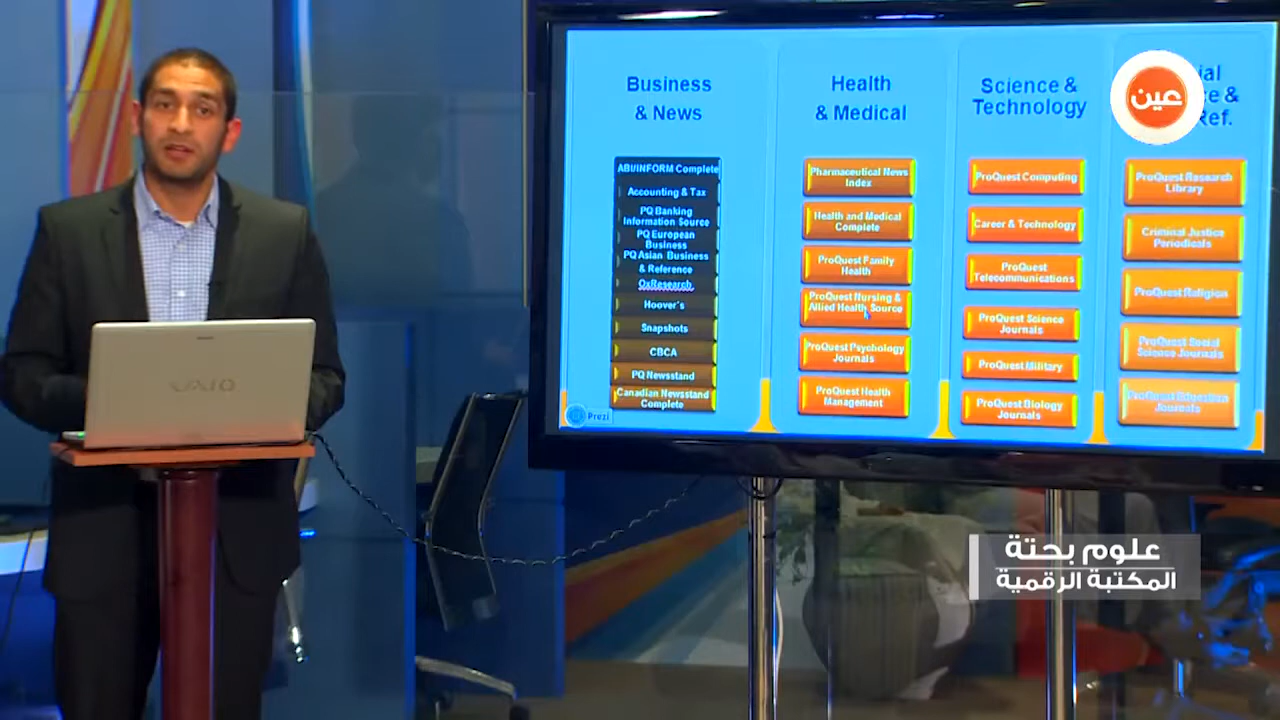 Business
& News
ABI/INFORM Complete
Accounting & Tax
PQ Banking
Information Source
PQ European
Business
PQ Asian Business
& Reference
OxResearch
Hoover's
Snapshots
CBCA
PQ Newsstand
Canadian Newsstand
Complete
Health
& Medical
Pharmaceutical News
Index
Health and Medical
Complete
ProQuest Family
Health
ProQuest Nursing &
Allied Health Source
ProQuest Psychology
Journals
ProQuest Health
Management
Science &
Technology
ProQuest Computing
Career & Technology
ProQuest
Telecommunications
ProQuest Science
Journals
ProQuest Military
ProQuest Biology
Journals
&
Ref.
ProQuest Research
Library
Criminal Justice
Periodicals
ProQuest Religion
ProQuest Social
Science Journals
ProQuest Education
Journals
عين
Prezi
VAIO
علوم بحتة
المكتبة الرقمية